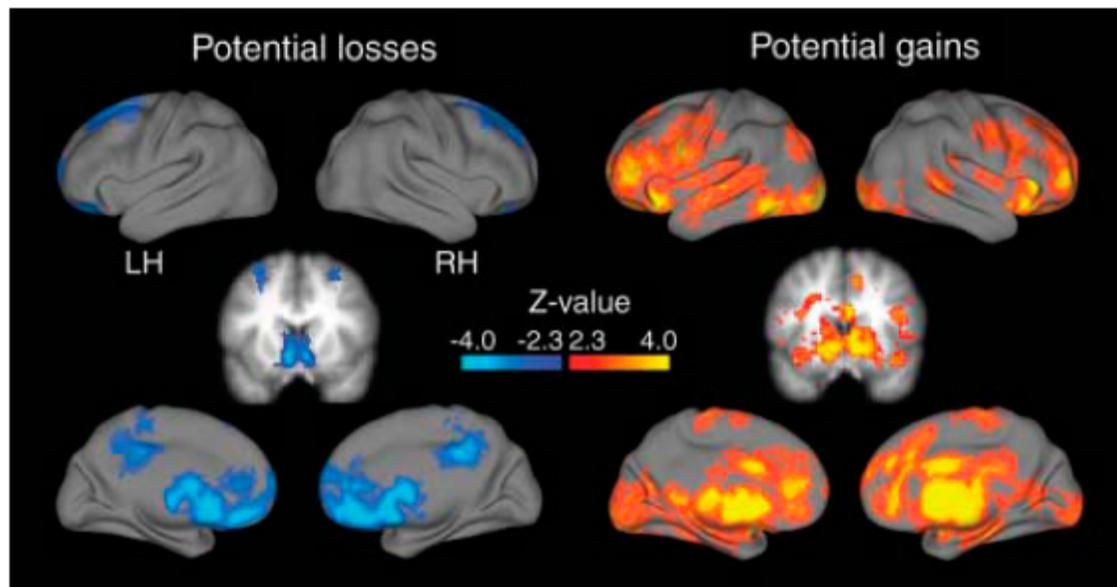 Potential losses
Potential gains
LH
RH
Z-value
-4.0 -2.3 2.3 4.0